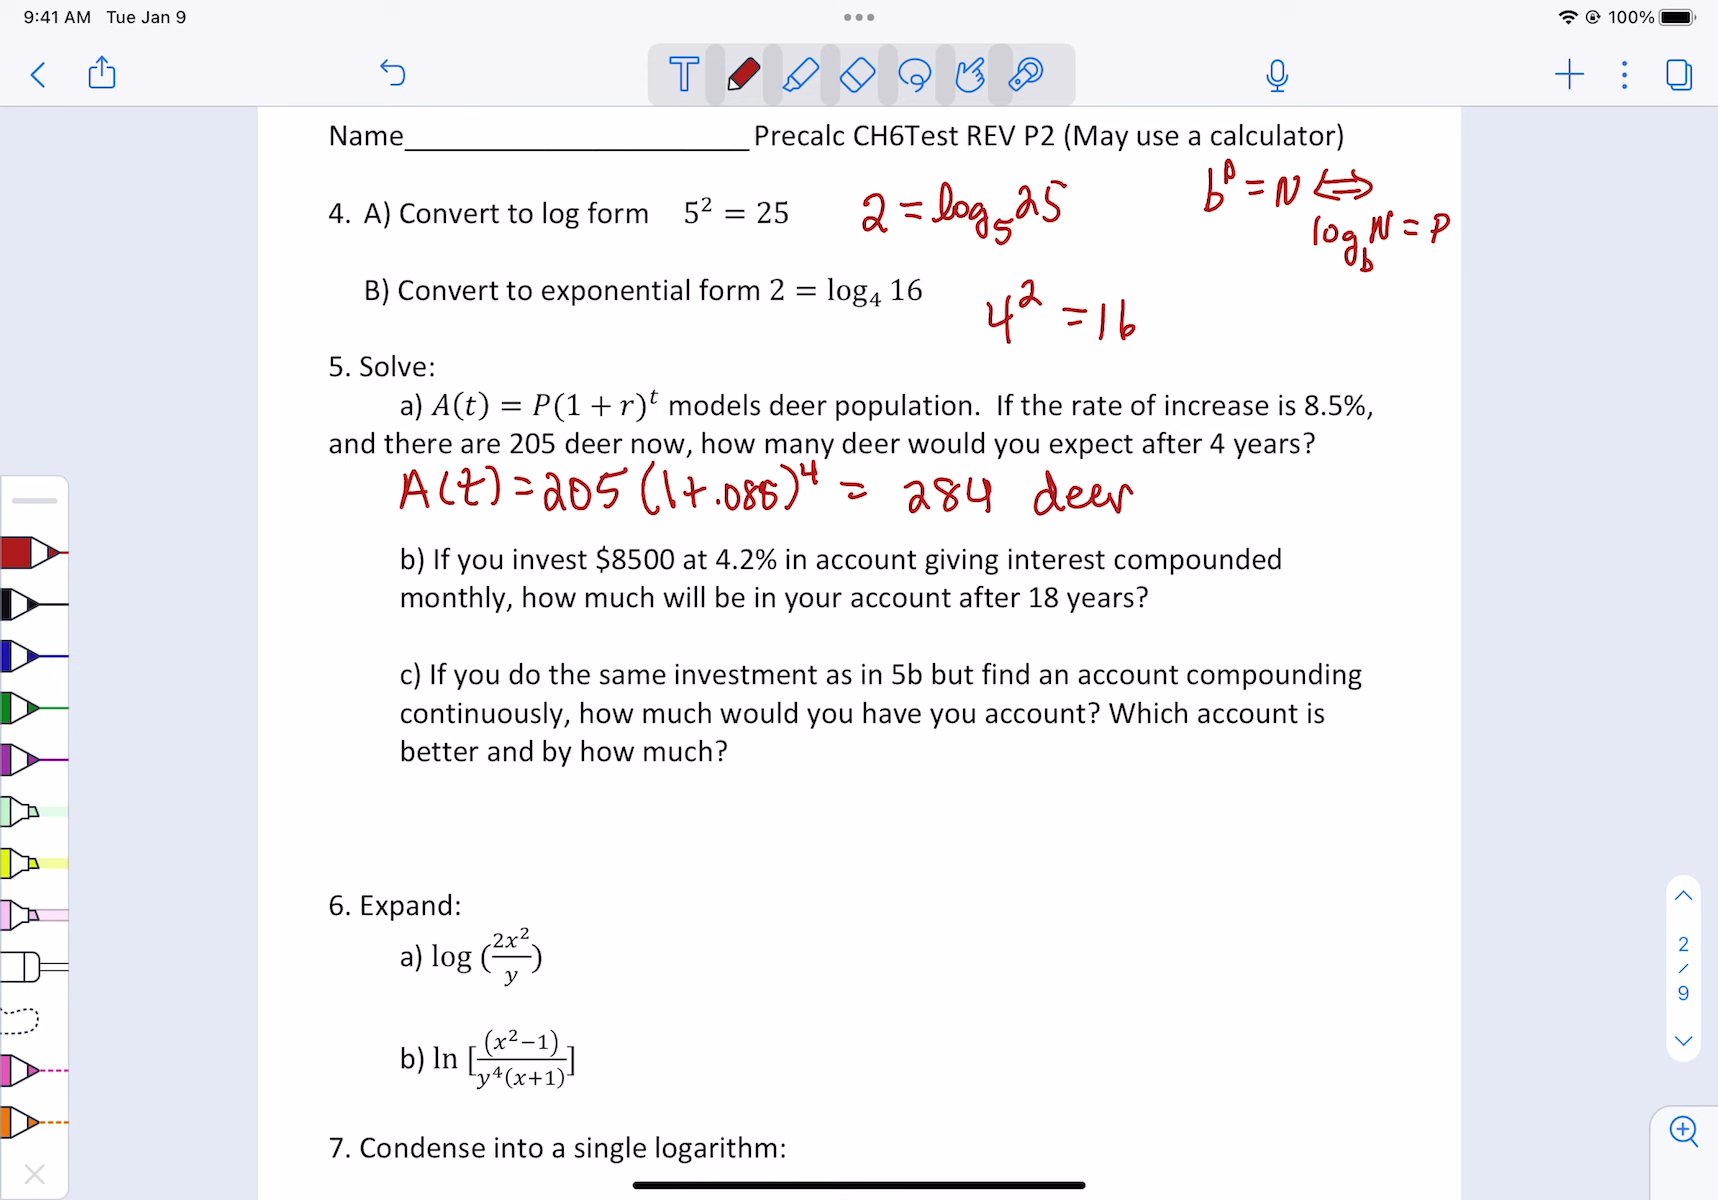 9:41 AM Tue Jan 9
100%
Name____________________ Precalc CH6Test REV P2 (May use a calculator)
b^p = N ⟺
log_b N = P
4. A) Convert to log form 5² = 25 2 = log₅ 25
B) Convert to exponential form 2 = log₄ 16
4² = 16
5. Solve:
a) A(t) = P(1 + r)^t models deer population. If the rate of increase is 8.5%,
and there are 205 deer now, how many deer would you expect after 4 years?
A(t) = 205 (1+.085)⁴ = 284 deer
b) If you invest $8500 at 4.2% in account giving interest compounded
monthly, how much will be in your account after 18 years?
c) If you do the same investment as in 5b but find an account compounding
continuously, how much would you have you account? Which account is
better and by how much?
6. Expand:
a) log (2x²/y)
b) ln [(x²−1)/y⁴(x+1)]
7. Condense into a single logarithm:
2
/
9